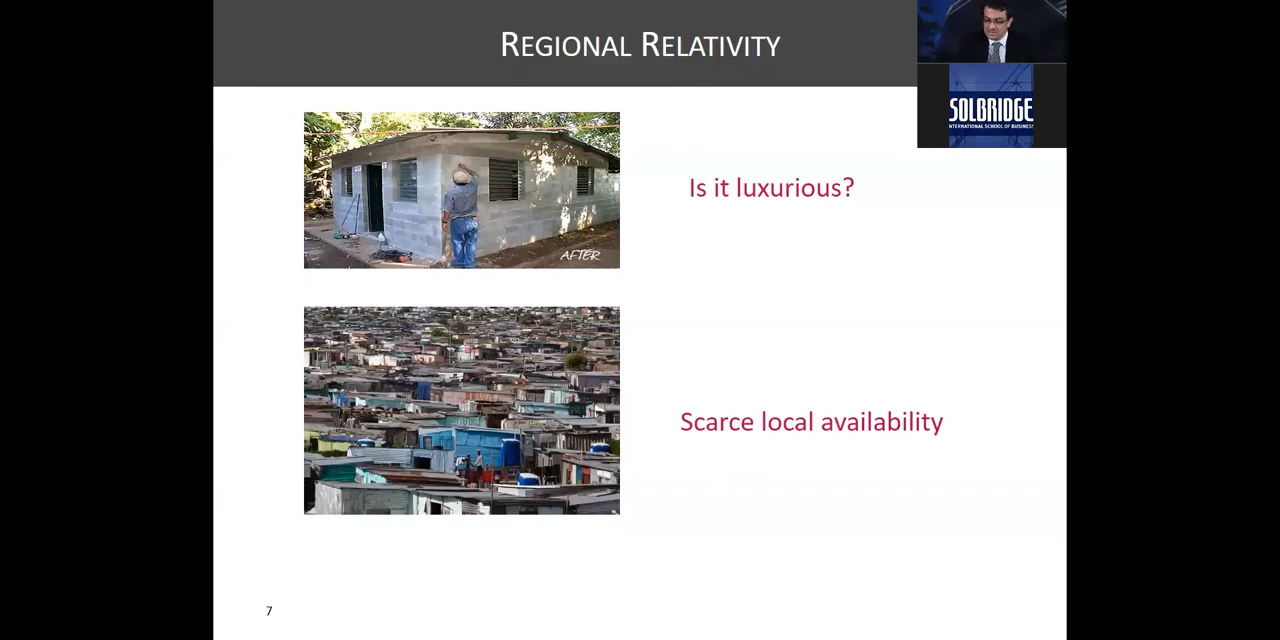 REGIONAL RELATIVITY
SOLBRIDGE
INTERNATIONAL SCHOOL OF BUSINESS
Is it luxurious?
AFTER
Scarce local availability
7